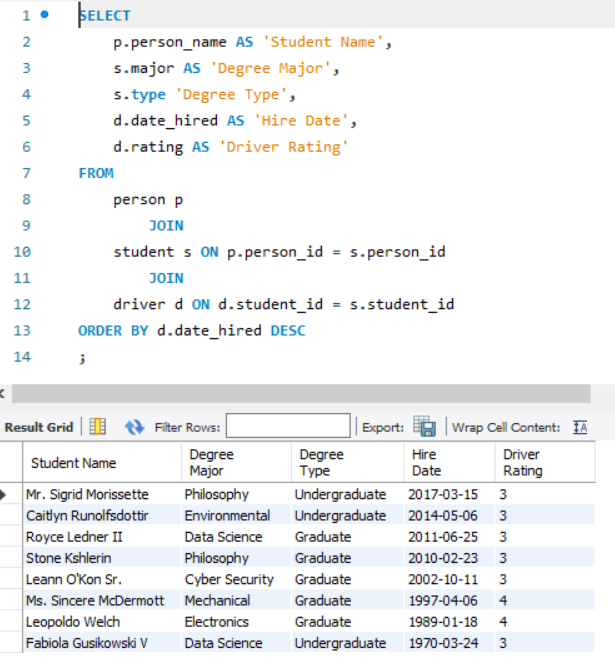 1 SELECT
2 p.person_name AS 'Student Name',
3 s.major AS 'Degree Major',
4 s.type 'Degree Type',
5 d.date_hired AS 'Hire Date',
6 d.rating AS 'Driver Rating'
7 FROM
8 person p
9 JOIN
10 student s ON p.person_id = s.person_id
11 JOIN
12 driver d ON d.student_id = s.student_id
13 ORDER BY d.date_hired DESC
14 ;
Result Grid Filter Rows: Export: Wrap Cell Content:
Student Name Degree Major Degree Type Hire Date Driver Rating
Mr. Sigrid Morissette Philosophy Undergraduate 2017-03-15 3
Caitlyn Runolfsdottir Environmental Undergraduate 2014-05-06 3
Royce Ledner II Data Science Graduate 2011-06-25 3
Stone Kshlerin Philosophy Graduate 2010-02-23 3
Leann O'Kon Sr. Cyber Security Graduate 2002-10-11 3
Ms. Sincere McDermott Mechanical Graduate 1997-04-06 4
Leopoldo Welch Electronics Graduate 1989-01-18 4
Fabiola Gusikowski V Data Science Undergraduate 1970-03-24 3